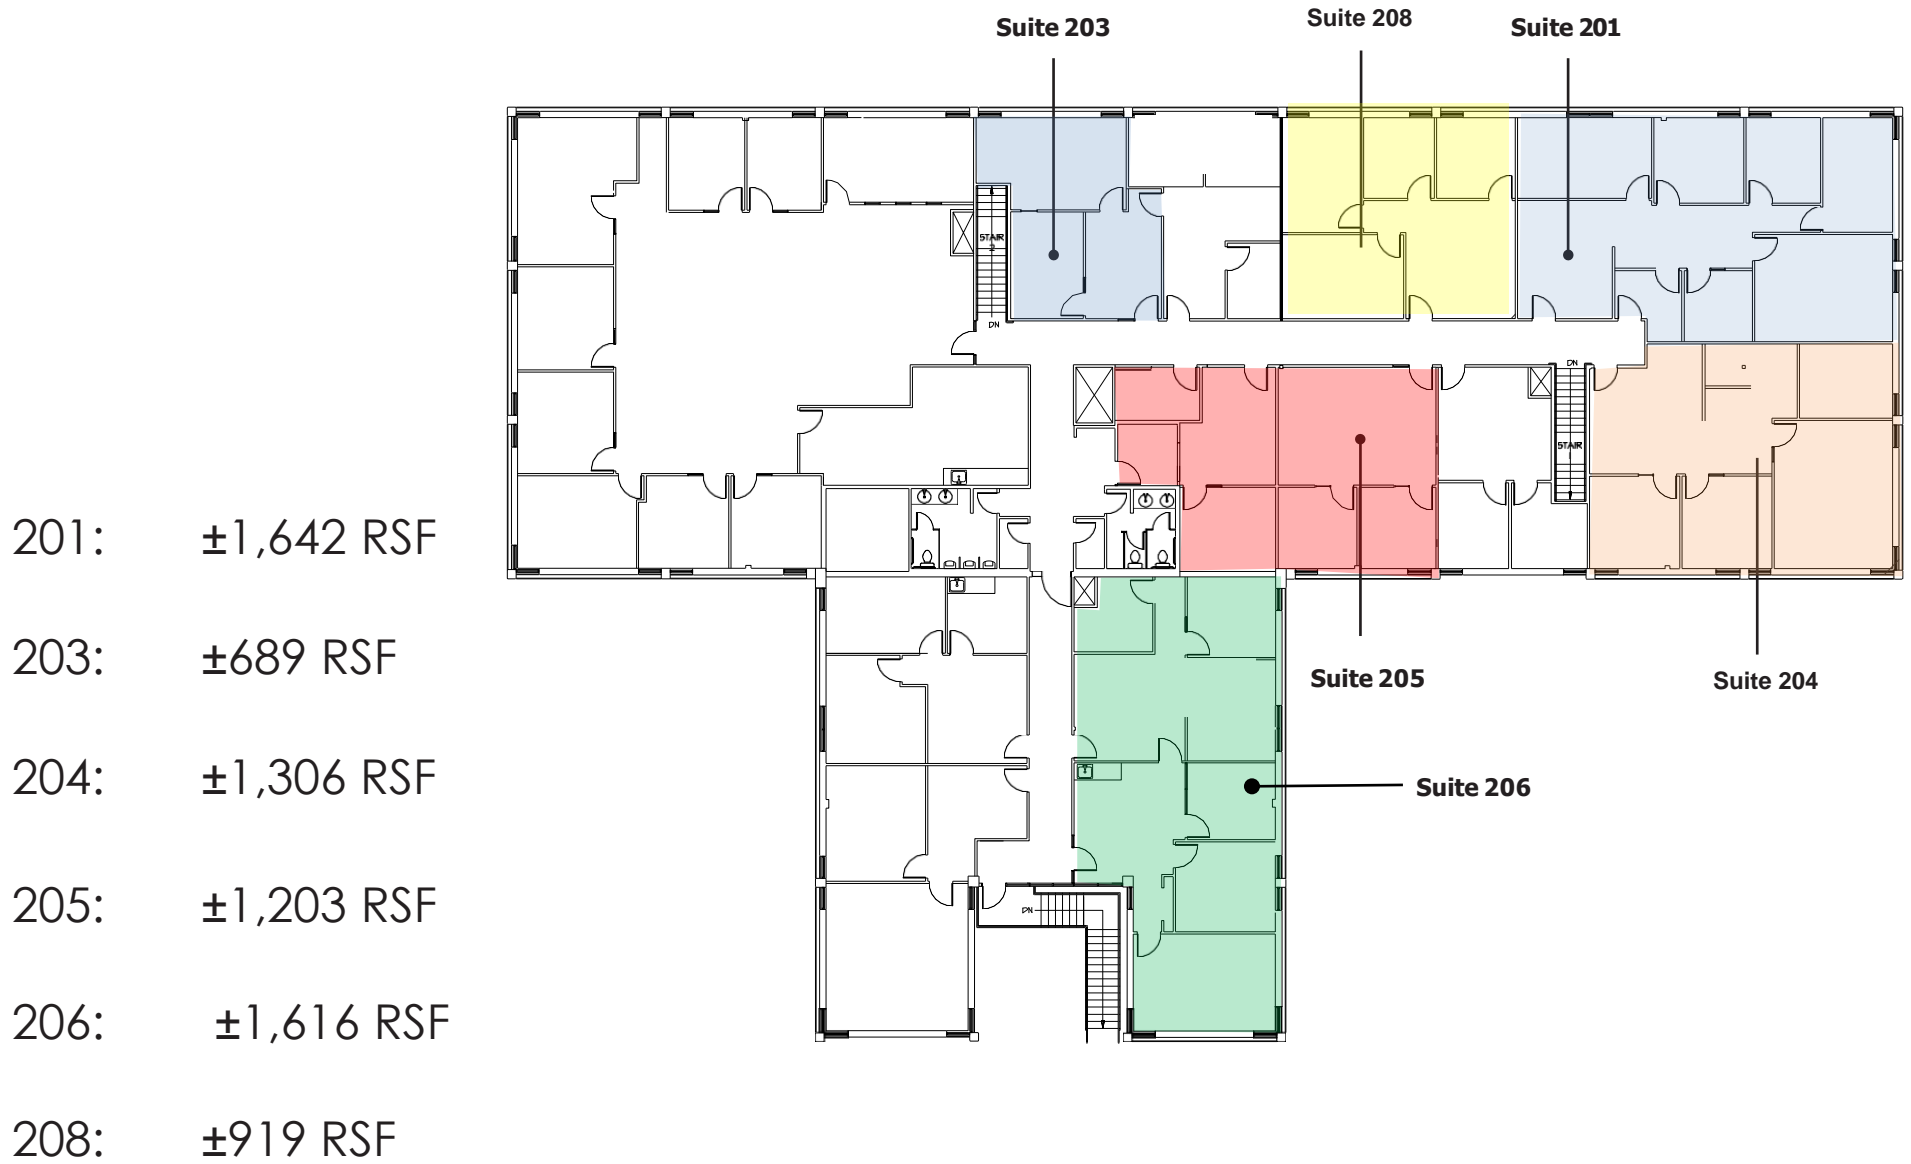 Suite 203
Suite 208
Suite 201
STAIR
2
DN
DN
STAIR
1
201: ±1,642 RSF
203: ±689 RSF
204: ±1,306 RSF
205: ±1,203 RSF
206: ±1,616 RSF
208: ±919 RSF
Suite 205
Suite 204
Suite 206
DN